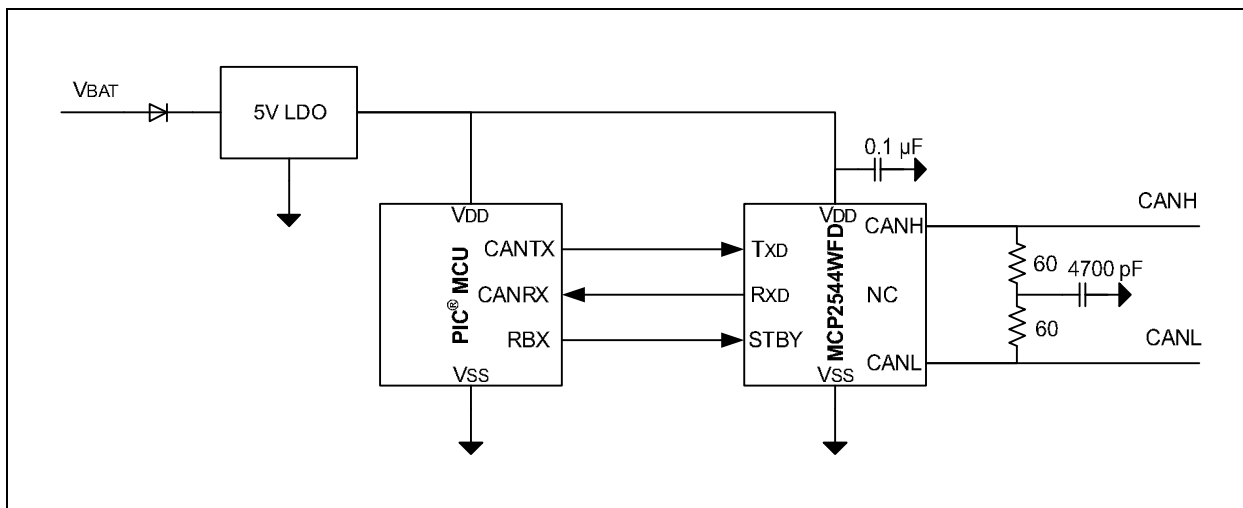 VBAT
5V LDO
0.1 µF
VDD
CANTX
CANRX
RBX
VSS
PIC® MCU
VDD
TXD
RXD
STBY
VSS
MCP2544WFD
CANH
NC
CANL
CANH
60
4700 pF
60
CANL